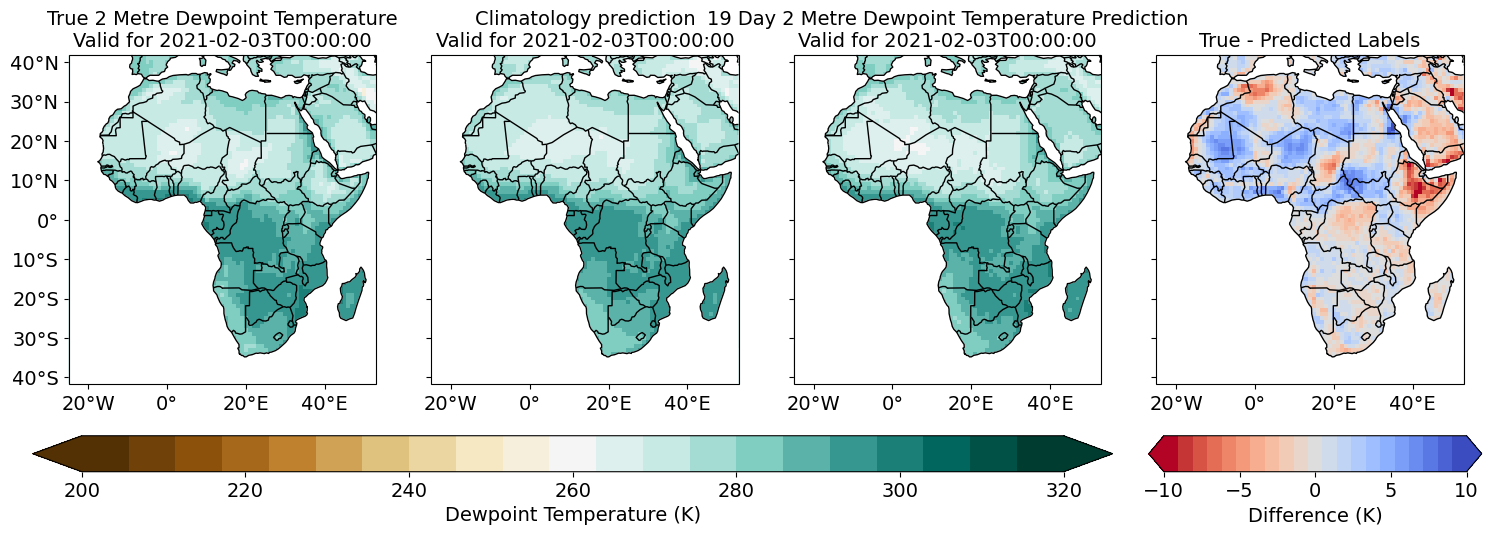 True 2 Metre Dewpoint Temperature
Valid for 2021-02-03T00:00:00
Climatology prediction  19 Day 2 Metre Dewpoint Temperature Prediction
Valid for 2021-02-03T00:00:00
Valid for 2021-02-03T00:00:00
True - Predicted Labels
40°N
30°N
20°N
10°N
0°
10°S
20°S
30°S
40°S
20°W 0° 20°E 40°E
20°W 0° 20°E 40°E
20°W 0° 20°E 40°E
20°W 0° 20°E 40°E
200 220 240 260 280 300 320
Dewpoint Temperature (K)
−10 −5 0 5 10
Difference (K)